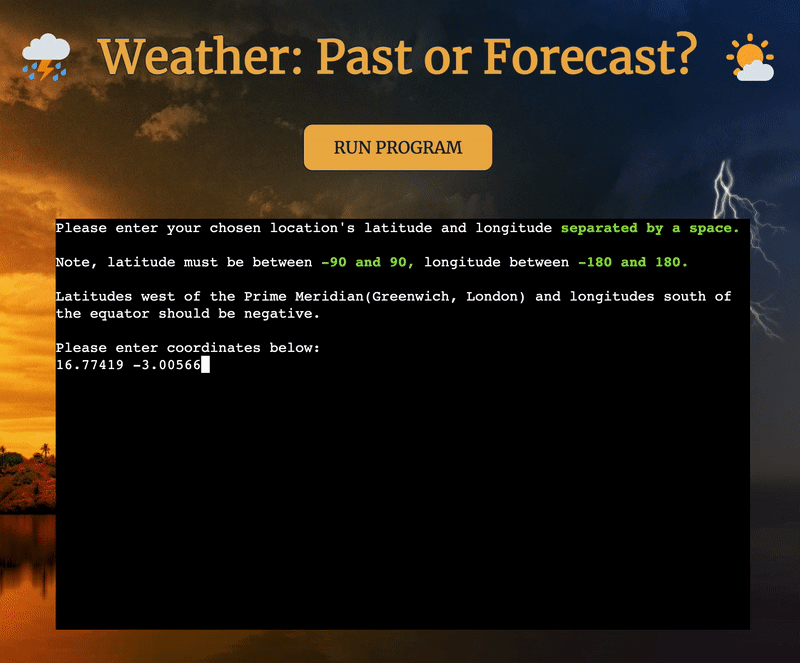 Weather: Past or Forecast?
RUN PROGRAM
Please enter your chosen location's latitude and longitude separated by a space.
Note, latitude must be between -90 and 90, longitude between -180 and 180.
Latitudes west of the Prime Meridian(Greenwich, London) and longitudes south of
the equator should be negative.
Please enter coordinates below:
16.77419 -3.00566